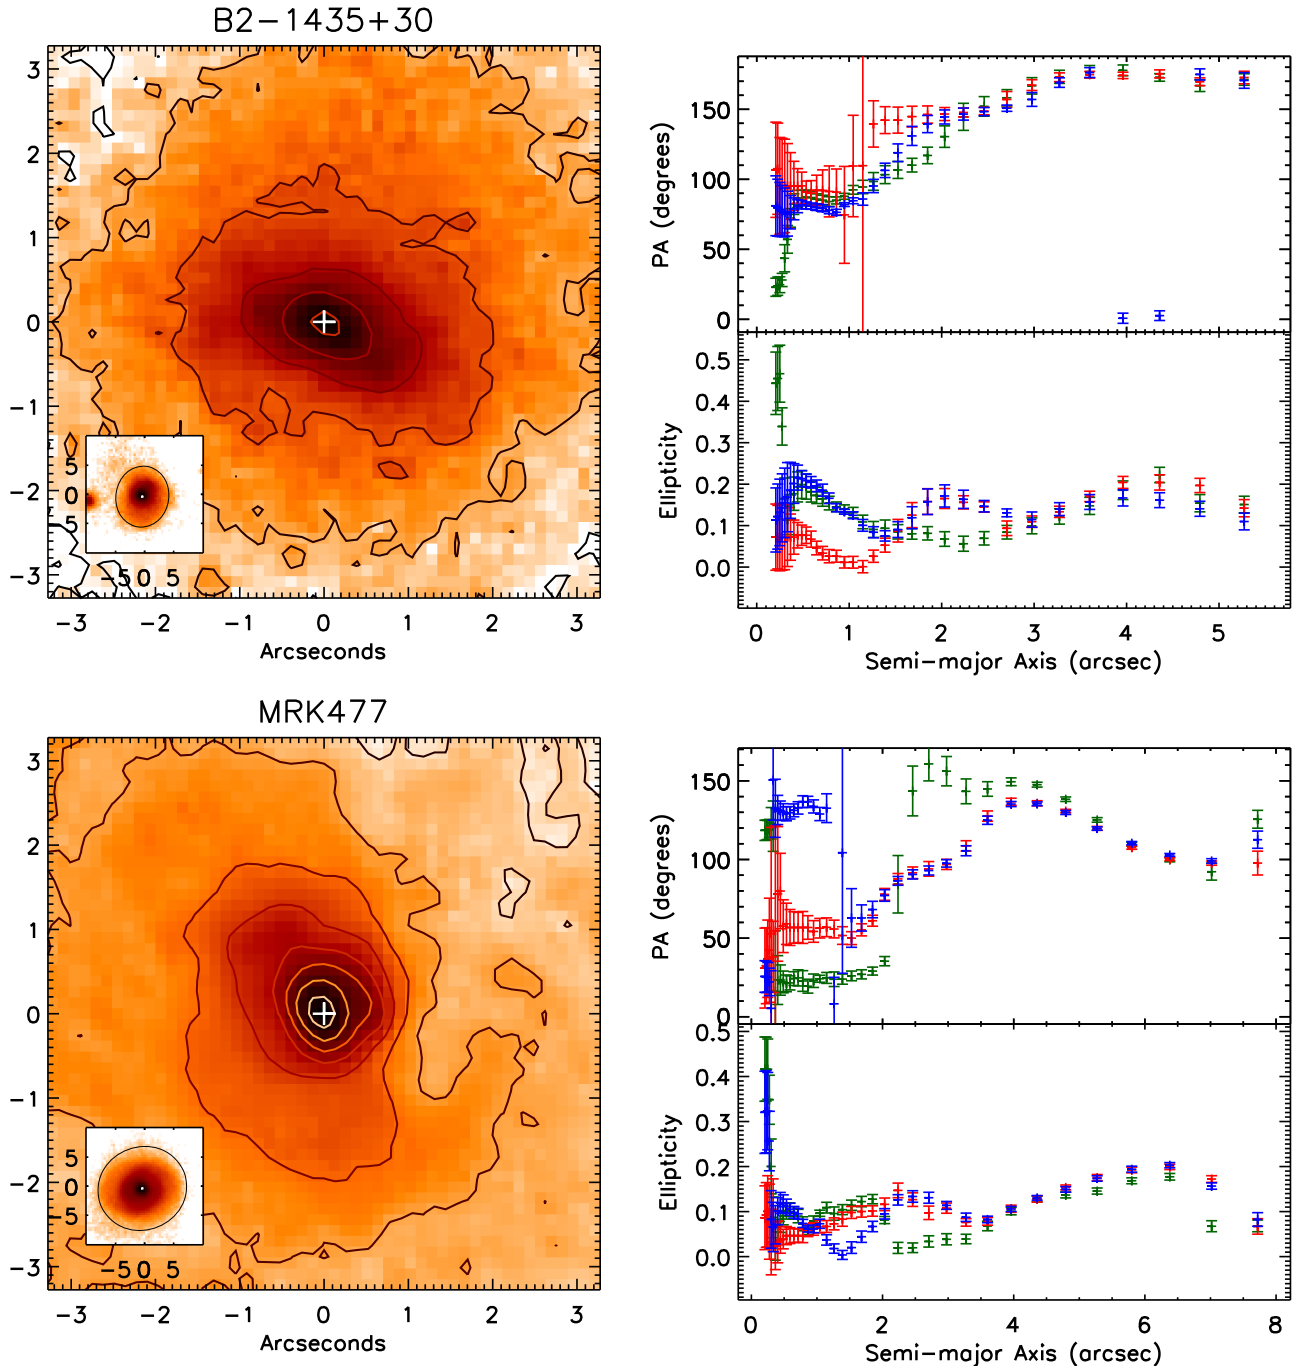 B2−1435+30
3
2
1
0
−1
−2
−3
5
0
−5
−5 0 5
−3 −2 −1 0 1 2 3
Arcseconds
PA (degrees)
150
100
50
0
Ellipticity
0.5
0.4
0.3
0.2
0.1
0.0
0 1 2 3 4 5
Semi−major Axis (arcsec)
MRK477
3
2
1
0
−1
−2
−3
5
0
−5
−5 0 5
−3 −2 −1 0 1 2 3
Arcseconds
PA (degrees)
150
100
50
0
Ellipticity
0.5
0.4
0.3
0.2
0.1
0.0
0 2 4 6 8
Semi−major Axis (arcsec)